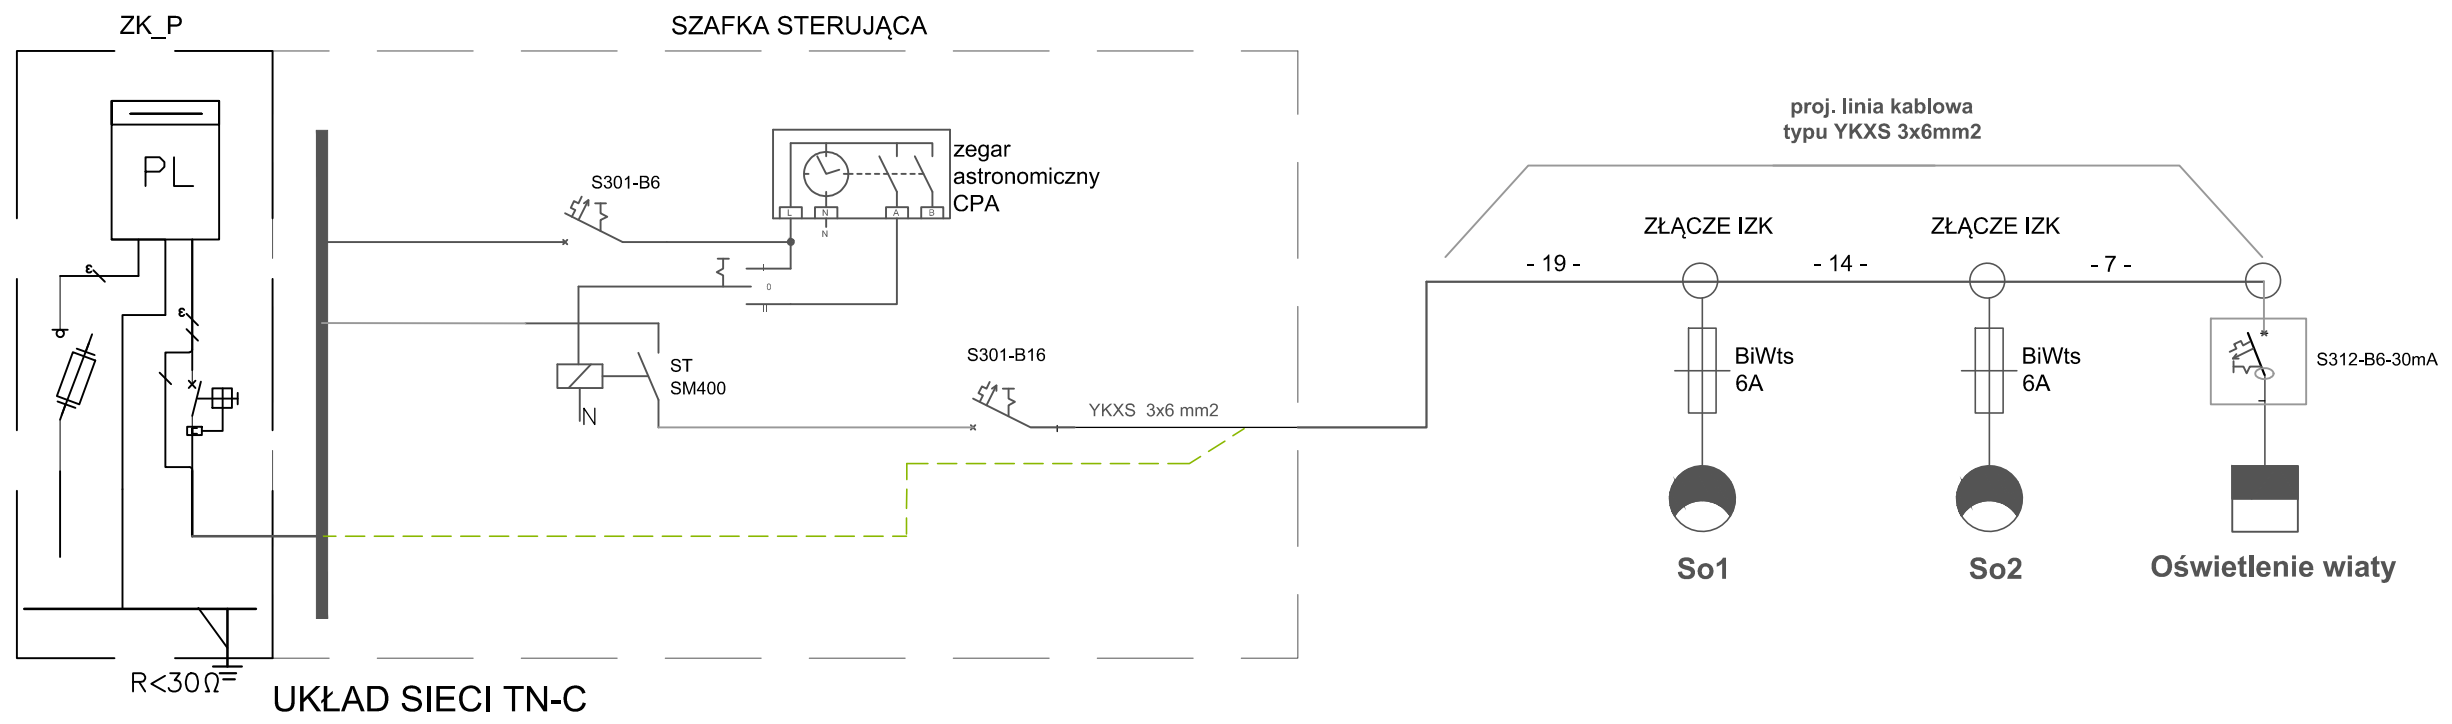 ZK_P
SZAFKA STERUJĄCA
PL
ε
ε
R<30Ω
UKŁAD SIECI TN-C
S301-B6
zegar
astronomiczny
CPA
L
N
A
B
N
I
0
II
ST
SM400
N
S301-B16
YKXS 3x6 mm2
proj. linia kablowa
typu YKXS 3x6mm2
ZŁĄCZE IZK
ZŁĄCZE IZK
- 19 -
- 14 -
- 7 -
BiWts
6A
BiWts
6A
S312-B6-30mA
So1
So2
Oświetlenie wiaty